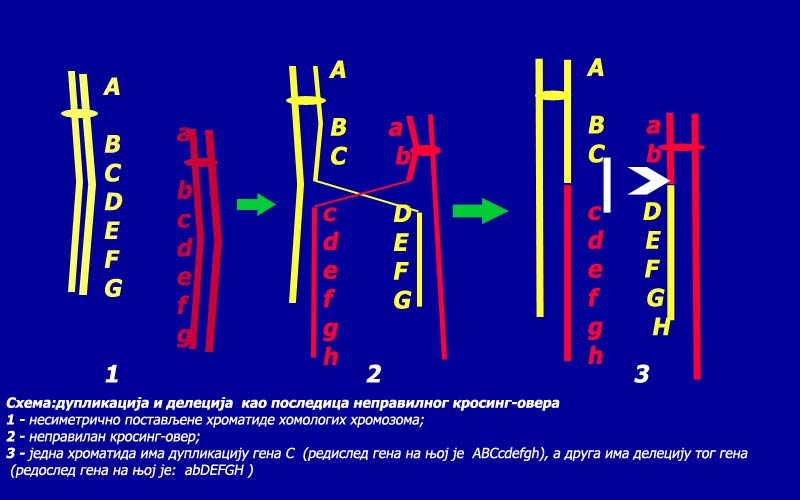 A
B
C
D
E
F
G
a
b
c
d
e
f
g
A
B
C
c
d
e
f
g
h
a
b
D
E
F
G
A
B
C
c
d
e
f
g
h
a
b
D
E
F
G
H
1 2 3
Схема:дупликација и делеција као последица неправилног кросинг-овера
1 - несиметрично постављене хроматиде хомологих хромозома;
2 - неправилан кросинг-овер;
3 - једна хроматида има дупликацију гена С (редислед гена на њој је ABCcdefgh), а друга има делецију тог гена
(редослед гена на њој је: abDEFGH )